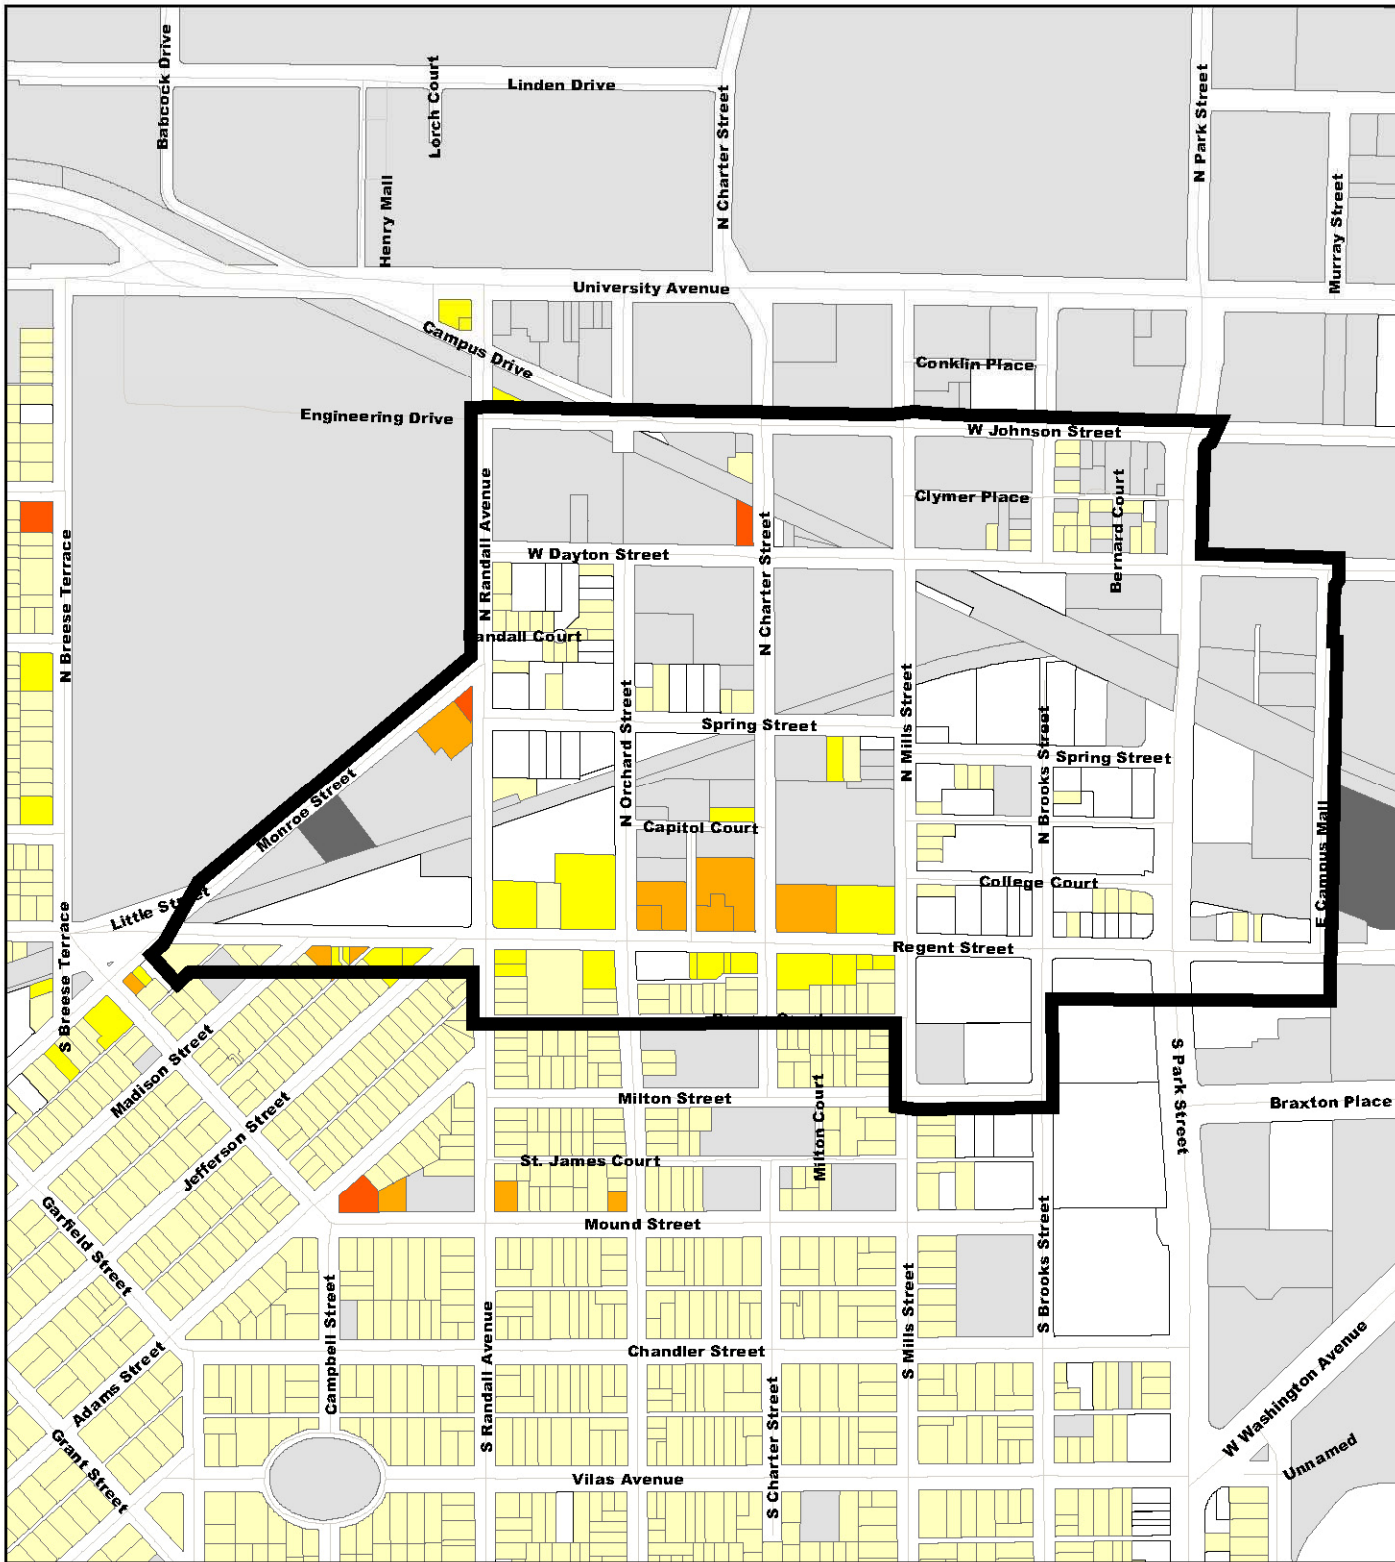 Babcock Drive
Linden Drive
Lorch Court
N Charter Street
N Park Street
Henry Mall
Murray Street
University Avenue
Campus Drive
Conklin Place
Engineering Drive
W Johnson Street
N Randall Avenue
Clymer Place
Bernard Court
N Breese Terrace
W Dayton Street
N Charter Street
Randall Court
N Mills Street
N Orchard Street
Spring Street
N Brooks Street
Spring Street
Monroe Street
Capitol Court
E Campus Mall
College Court
Little Street
S Breese Terrace
Regent Street
Madison Street
S Park Street
Milton Street
Milton Court
Braxton Place
Jefferson Street
St. James Court
Garfield Street
Mound Street
S Brooks Street
Campbell Street
S Randall Avenue
S Mills Street
Chandler Street
W Washington Avenue
Adams Street
S Charter Street
Grant Street
Vilas Avenue
Unnamed